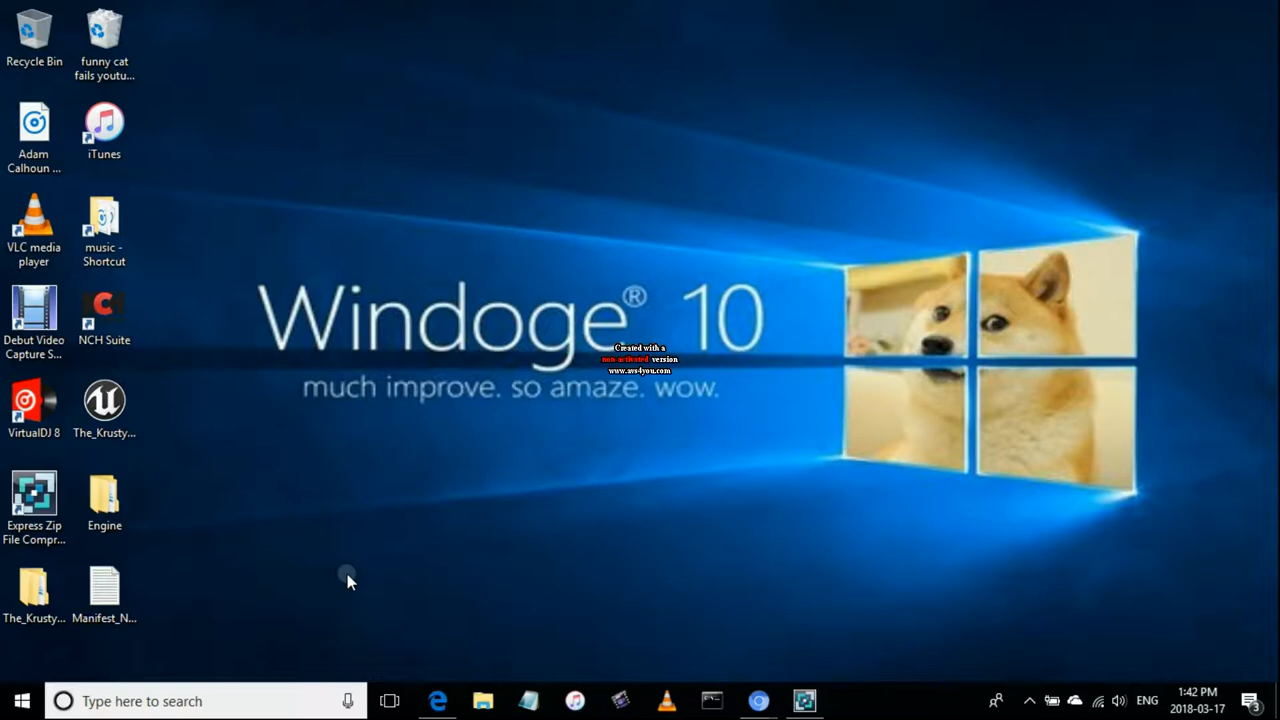 Recycle Bin
funny cat
fails youtu...
Adam
Calhoun ...
iTunes
VLC media
player
music -
Shortcut
Debut Video
Capture S...
NCH Suite
VirtualDJ 8
The_Krusty...
Express Zip
File Compr...
Engine
The_Krusty...
Manifest_N...
Windoge® 10
much improve. so amaze. wow.
Created with a
non-activated version
www.avs4you.com
Type here to search
ENG
1:42 PM
2018-03-17
3